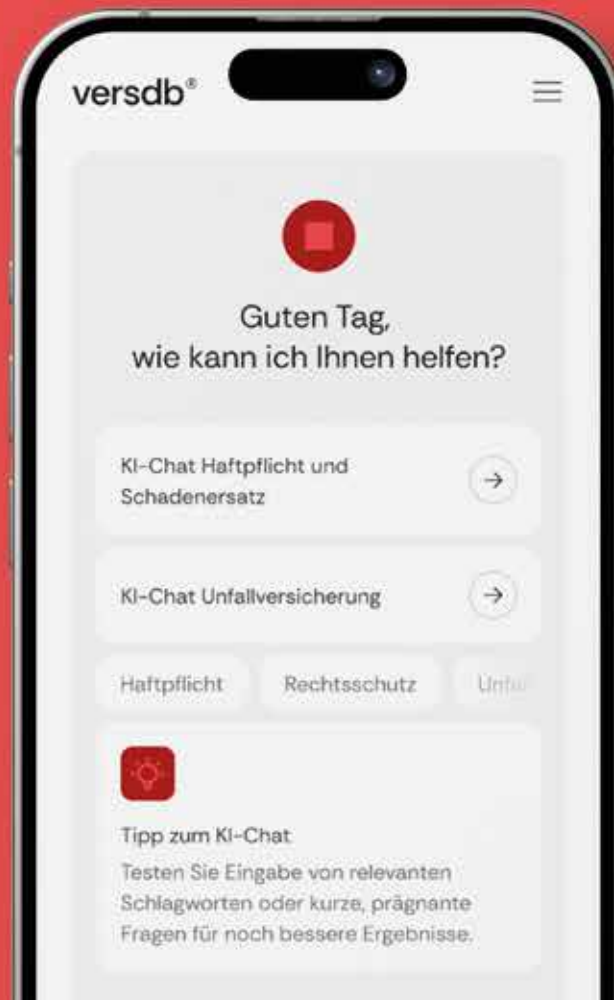 versdb®
Guten Tag,
wie kann ich Ihnen helfen?
KI-Chat Haftpflicht und
Schadenersatz
KI-Chat Unfallversicherung
Haftpflicht Rechtsschutz
Tipp zum KI-Chat
Testen Sie Eingabe von relevanten
Schlagworten oder kurze, prägnante
Fragen für noch bessere Ergebnisse.